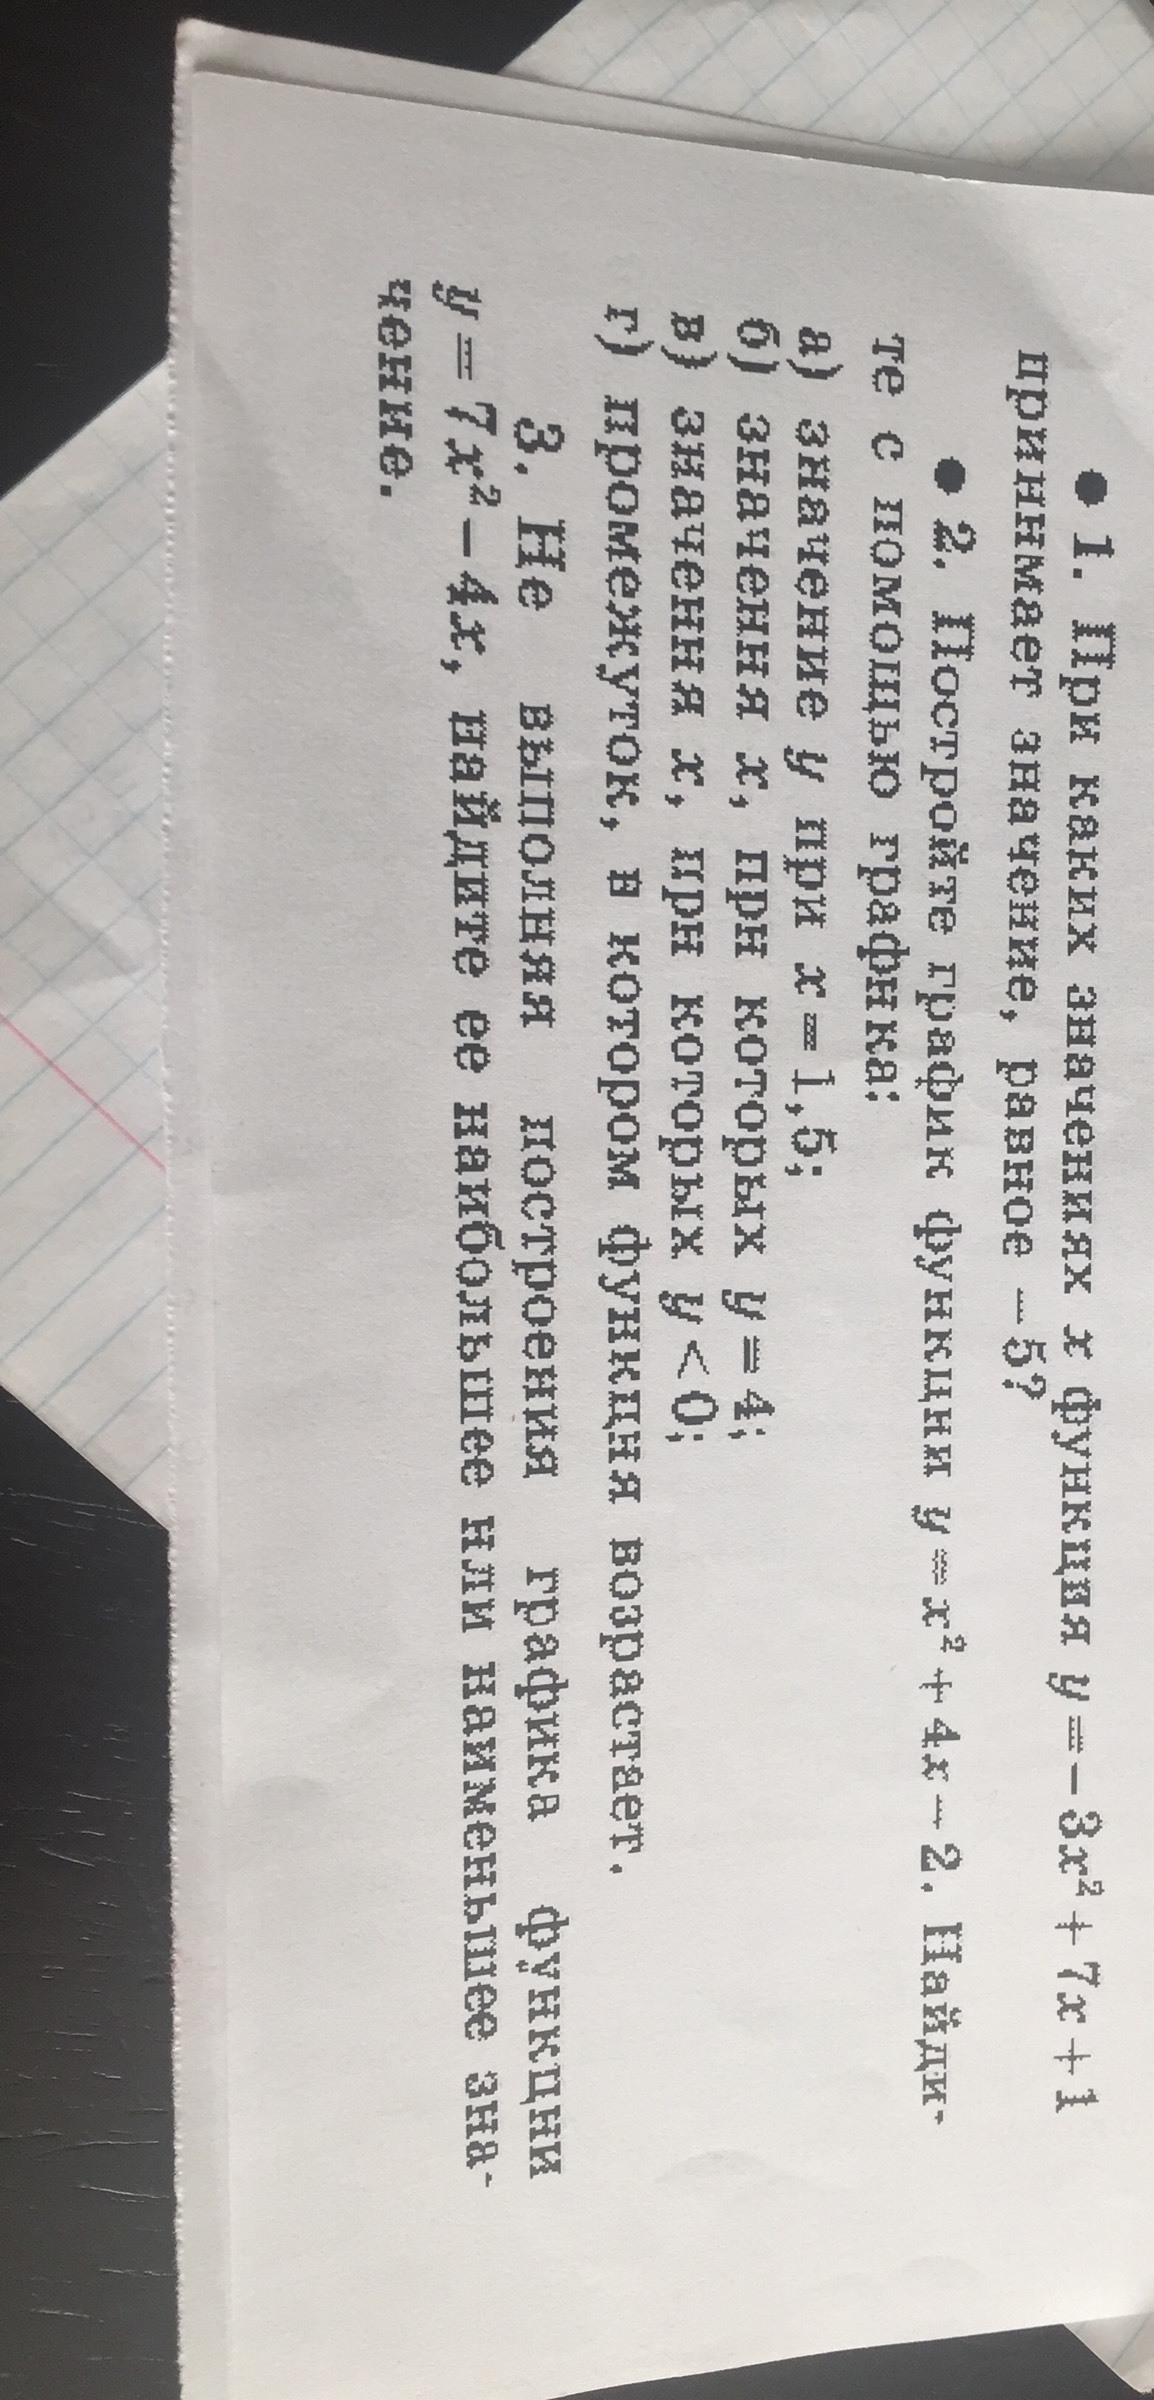 ● 1. При каких значениях x функция y = − 3x² + 7x + 1
принимает значение, равное − 5?
● 2. Постройте график функции y = x² + 4x − 2. Найди-
те с помощью графика:
а) значение y при x = 1,5;
б) значения x, при которых y = 4;
в) значения x, при которых y < 0;
г) промежуток, в котором функция возрастает.
3. Не выполняя построения графика функции
y = 7x² − 4x, найдите ее наибольшее или наименьшее зна-
чение.